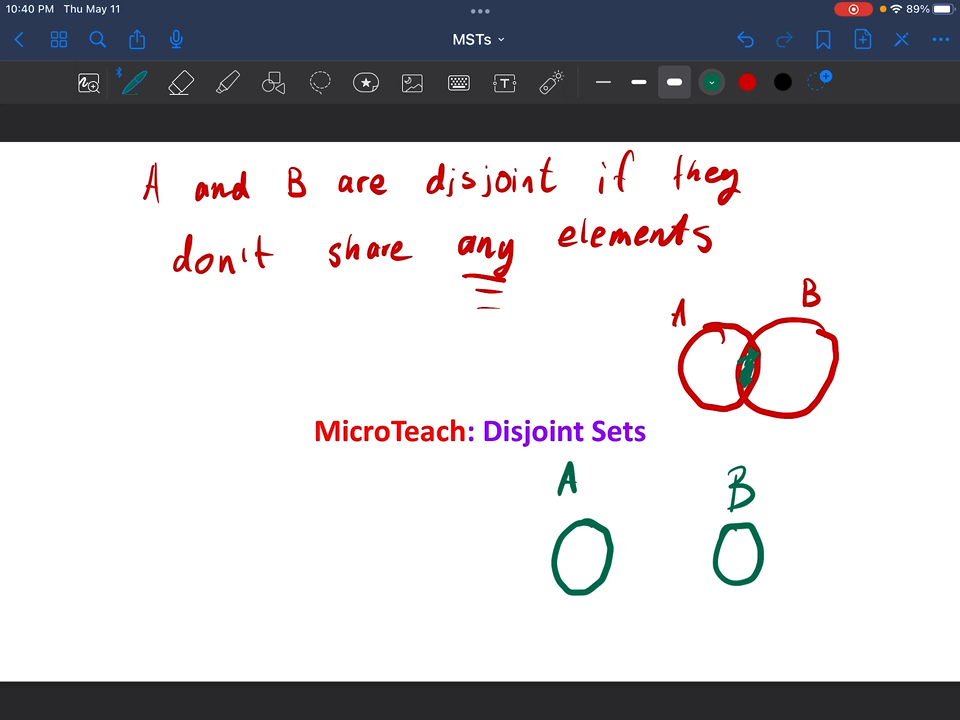 10:40 PM Thu May 11
89%
MSTs
A and B are disjoint if they
don't share any elements
A B
MicroTeach: Disjoint Sets
A B